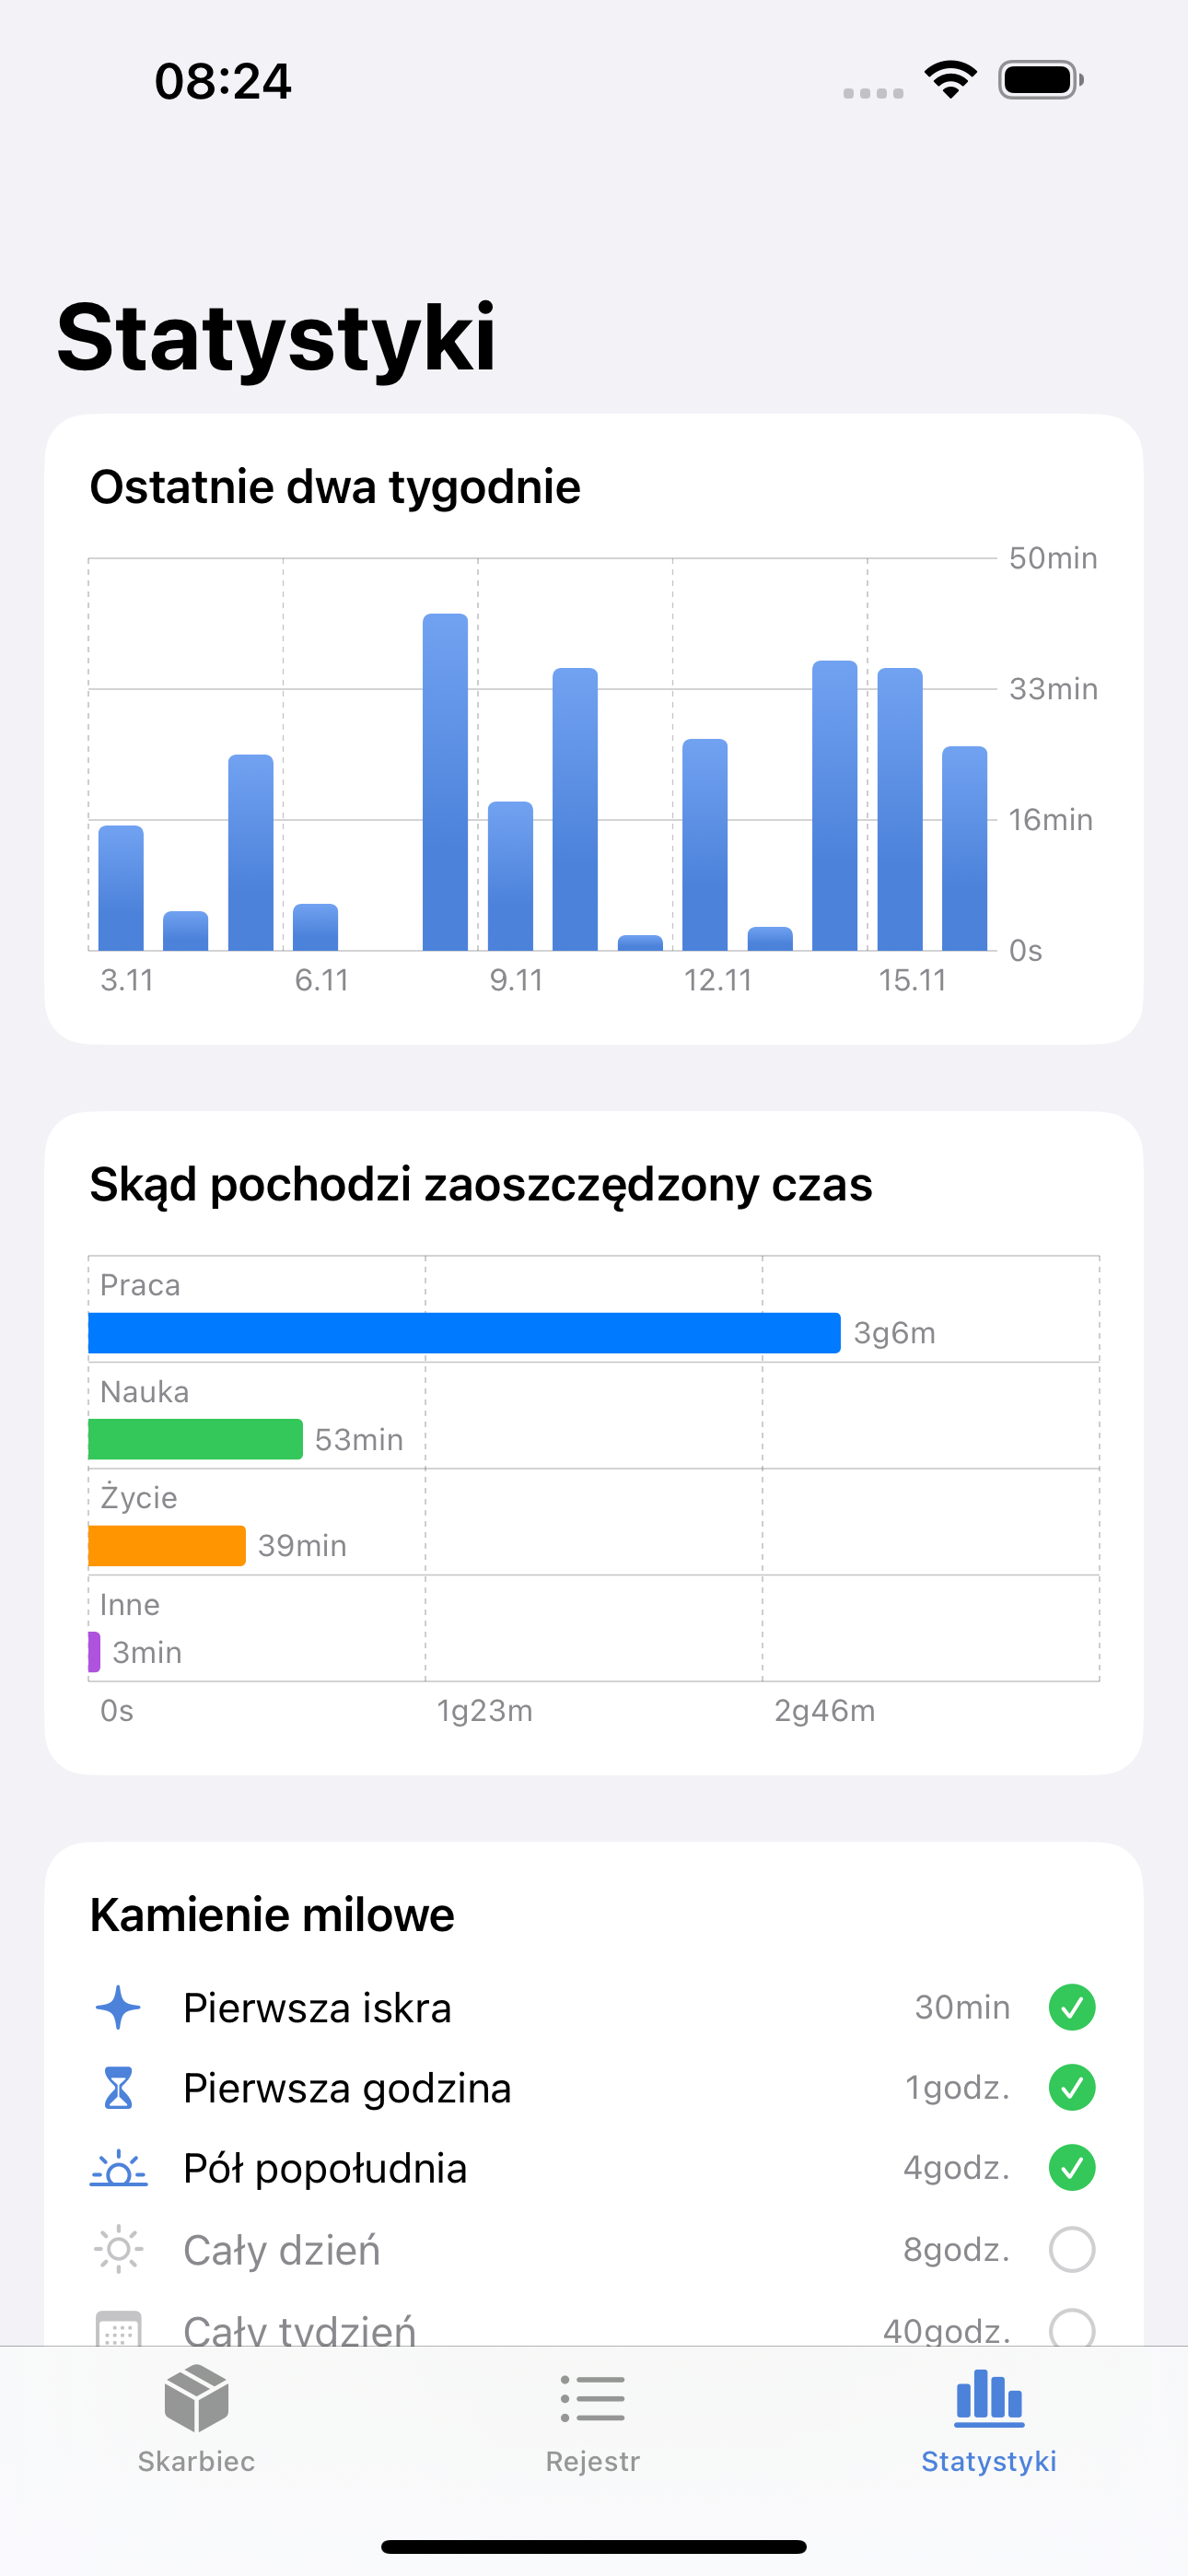 08:24
Statystyki
Ostatnie dwa tygodnie
50min
33min
16min
0s
3.11 6.11 9.11 12.11 15.11
Skąd pochodzi zaoszczędzony czas
Praca
3g6m
Nauka
53min
Życie
39min
Inne
3min
0s 1g23m 2g46m
Kamienie milowe
Pierwsza iskra 30min
Pierwsza godzina 1godz.
Pół popołudnia 4godz.
Cały dzień 8godz.
Cały tydzień 40godz.
Skarbiec Rejestr Statystyki